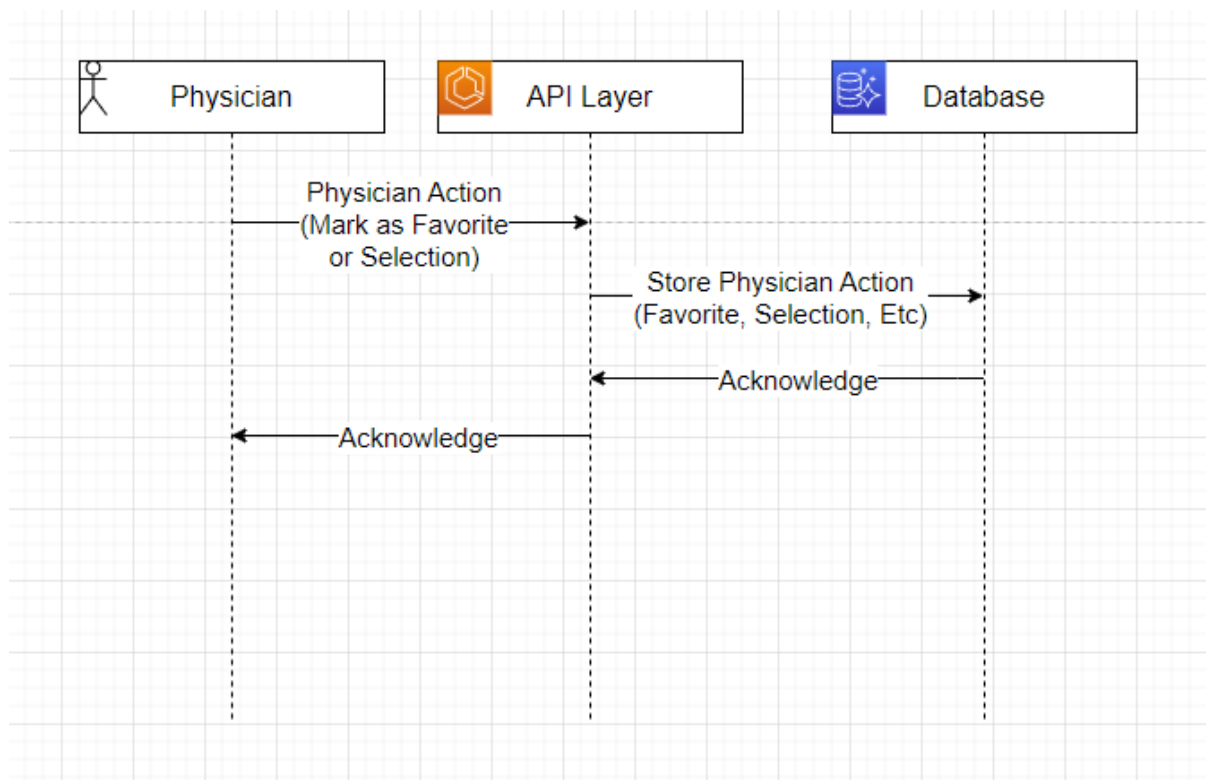 Physician
API Layer
Database
Physician Action
(Mark as Favorite
or Selection)
Store Physician Action
(Favorite, Selection, Etc)
Acknowledge
Acknowledge